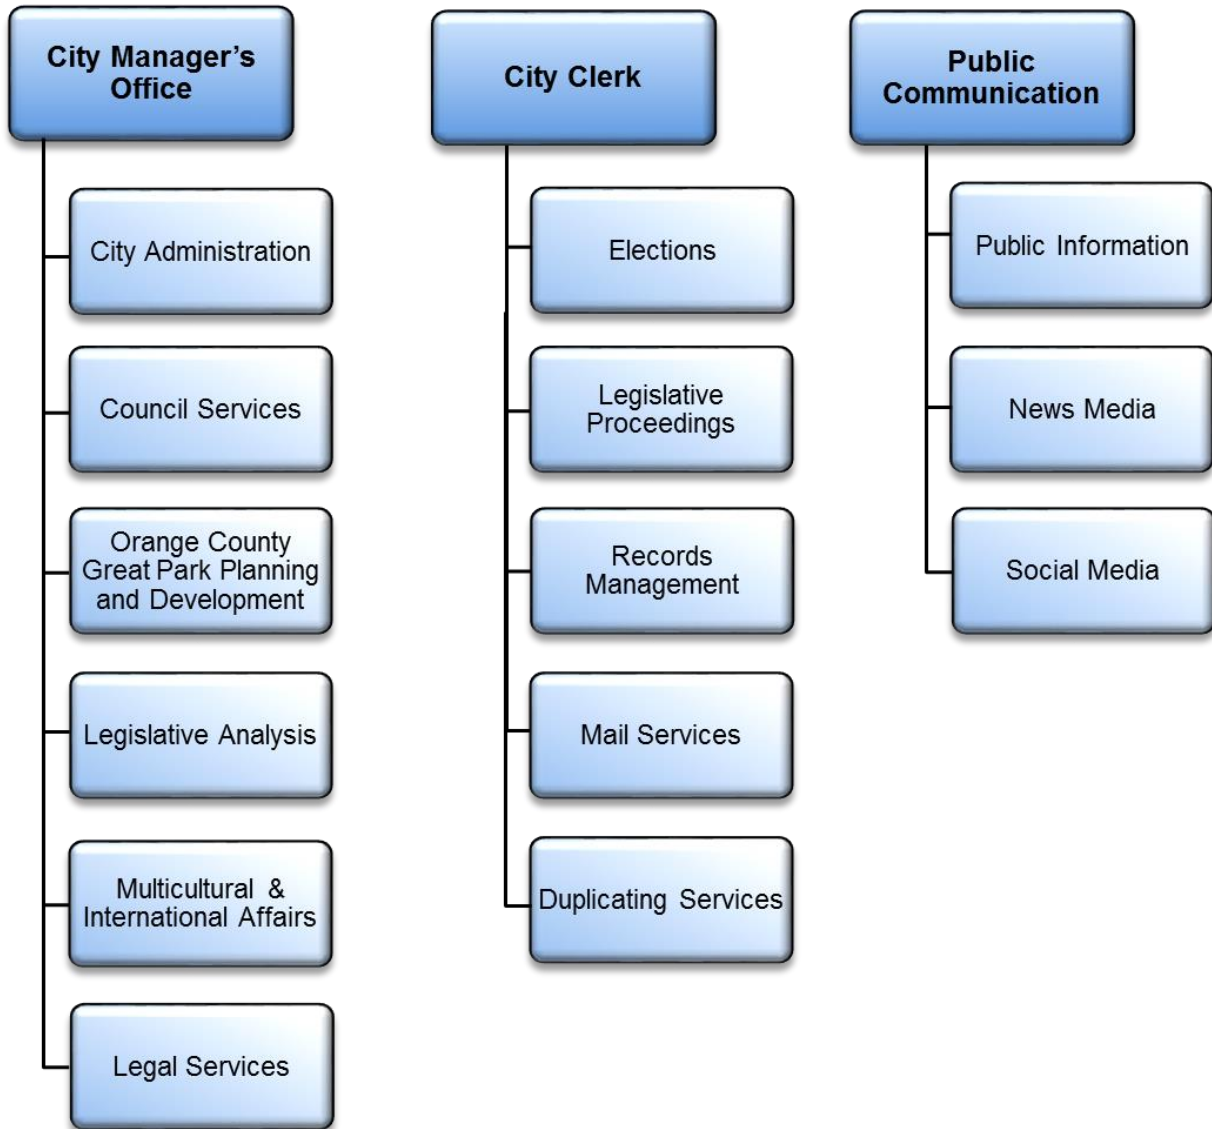 City Manager's
Office
City Administration
Council Services
Orange County
Great Park Planning
and Development
Legislative Analysis
Multicultural &
International Affairs
Legal Services
City Clerk
Elections
Legislative
Proceedings
Records
Management
Mail Services
Duplicating Services
Public
Communication
Public Information
News Media
Social Media